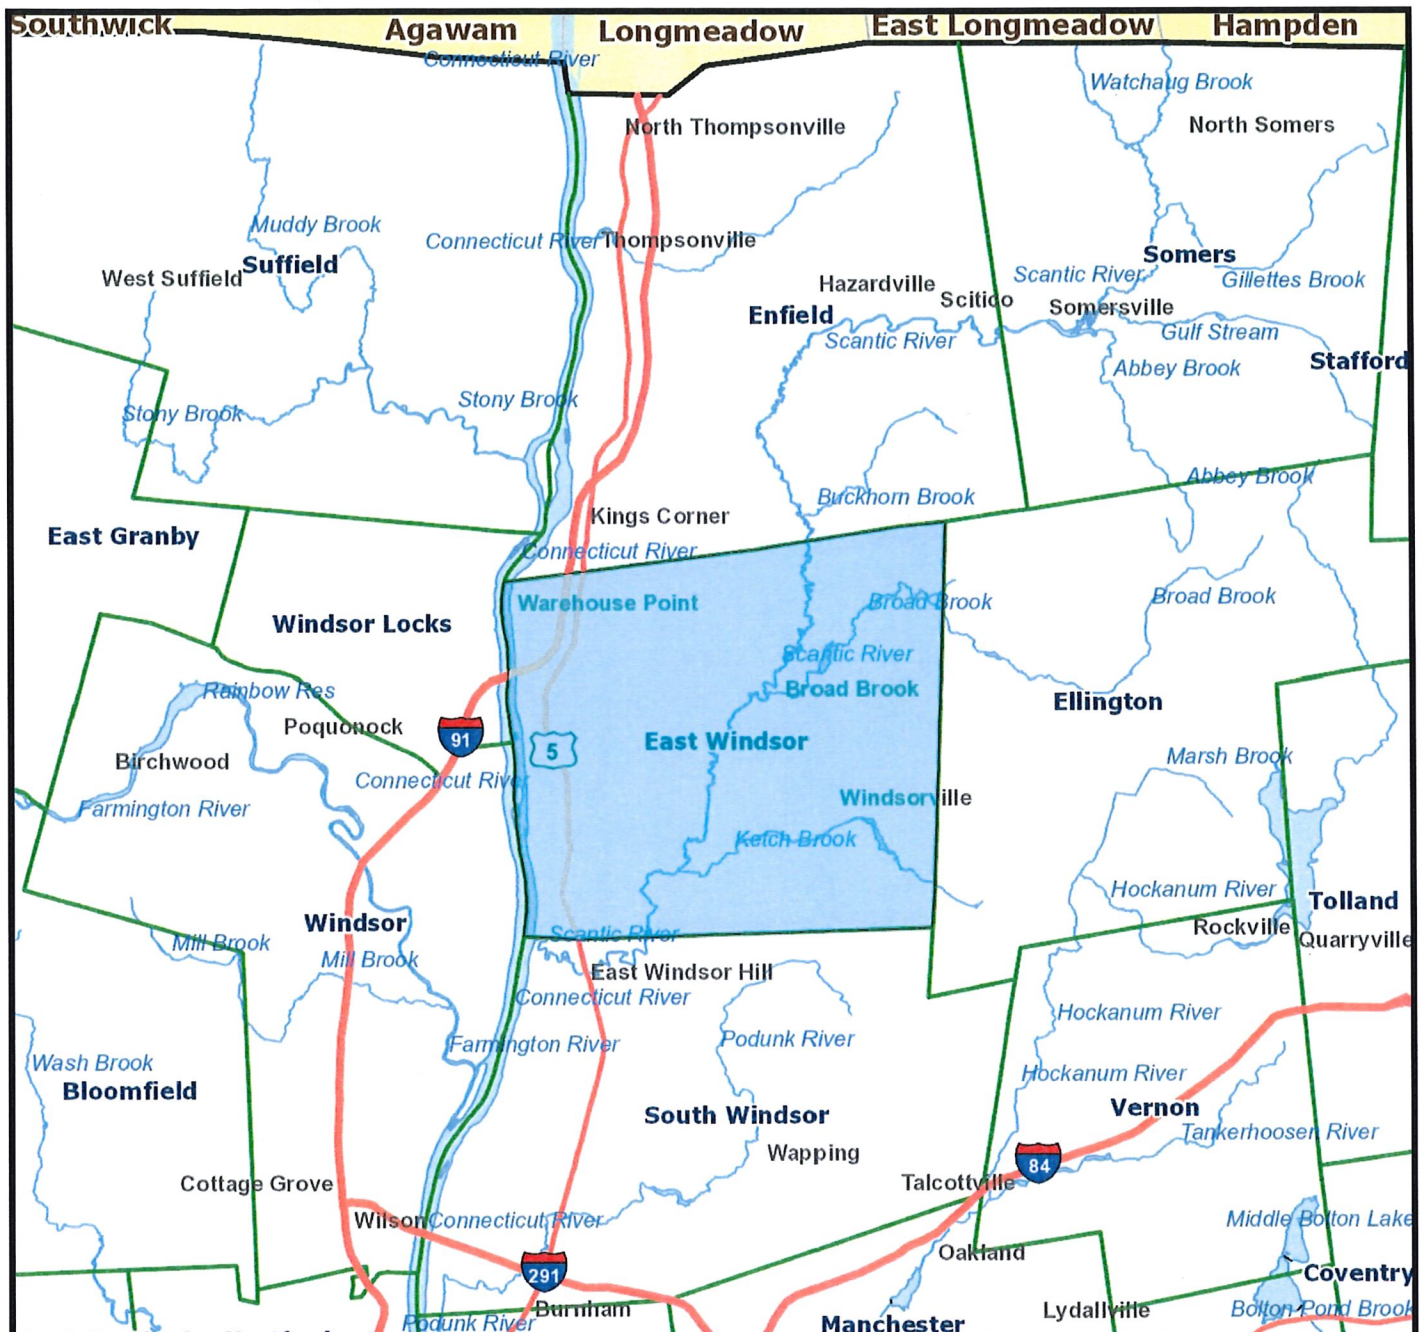 Southwick
Agawam
Longmeadow
East Longmeadow
Hampden
Connecticut River
Watchaug Brook
North Thompsonville
North Somers
Muddy Brook
Connecticut River
Thompsonville
Somers
West Suffield
Suffield
Scantic River
Gillettes Brook
Hazardville
Scitico
Somersville
Enfield
Scantic River
Gulf Stream
Abbey Brook
Stafford
Stony Brook
Stony Brook
Abbey Brook
Buckhorn Brook
Kings Corner
East Granby
Connecticut River
Warehouse Point
Broad Brook
Broad Brook
Windsor Locks
Scantic River
Rainbow Res
Broad Brook
Ellington
Poquonock
91
5
East Windsor
Birchwood
Marsh Brook
Connecticut River
Farmington River
Windsorville
Ketch Brook
Hockanum River
Tolland
Windsor
Mill Brook
Scantic River
Rockville
Quarryville
Mill Brook
East Windsor Hill
Connecticut River
Hockanum River
Farmington River
Podunk River
Wash Brook
Bloomfield
Hockanum River
South Windsor
Vernon
Wapping
Tankerhoosen River
84
Cottage Grove
Talcottville
Wilson
Connecticut River
Middle Bolton Lake
Oakland
291
Coventry
Burnham
Podunk River
Manchester
Lydallville
Bolton Pond Brook